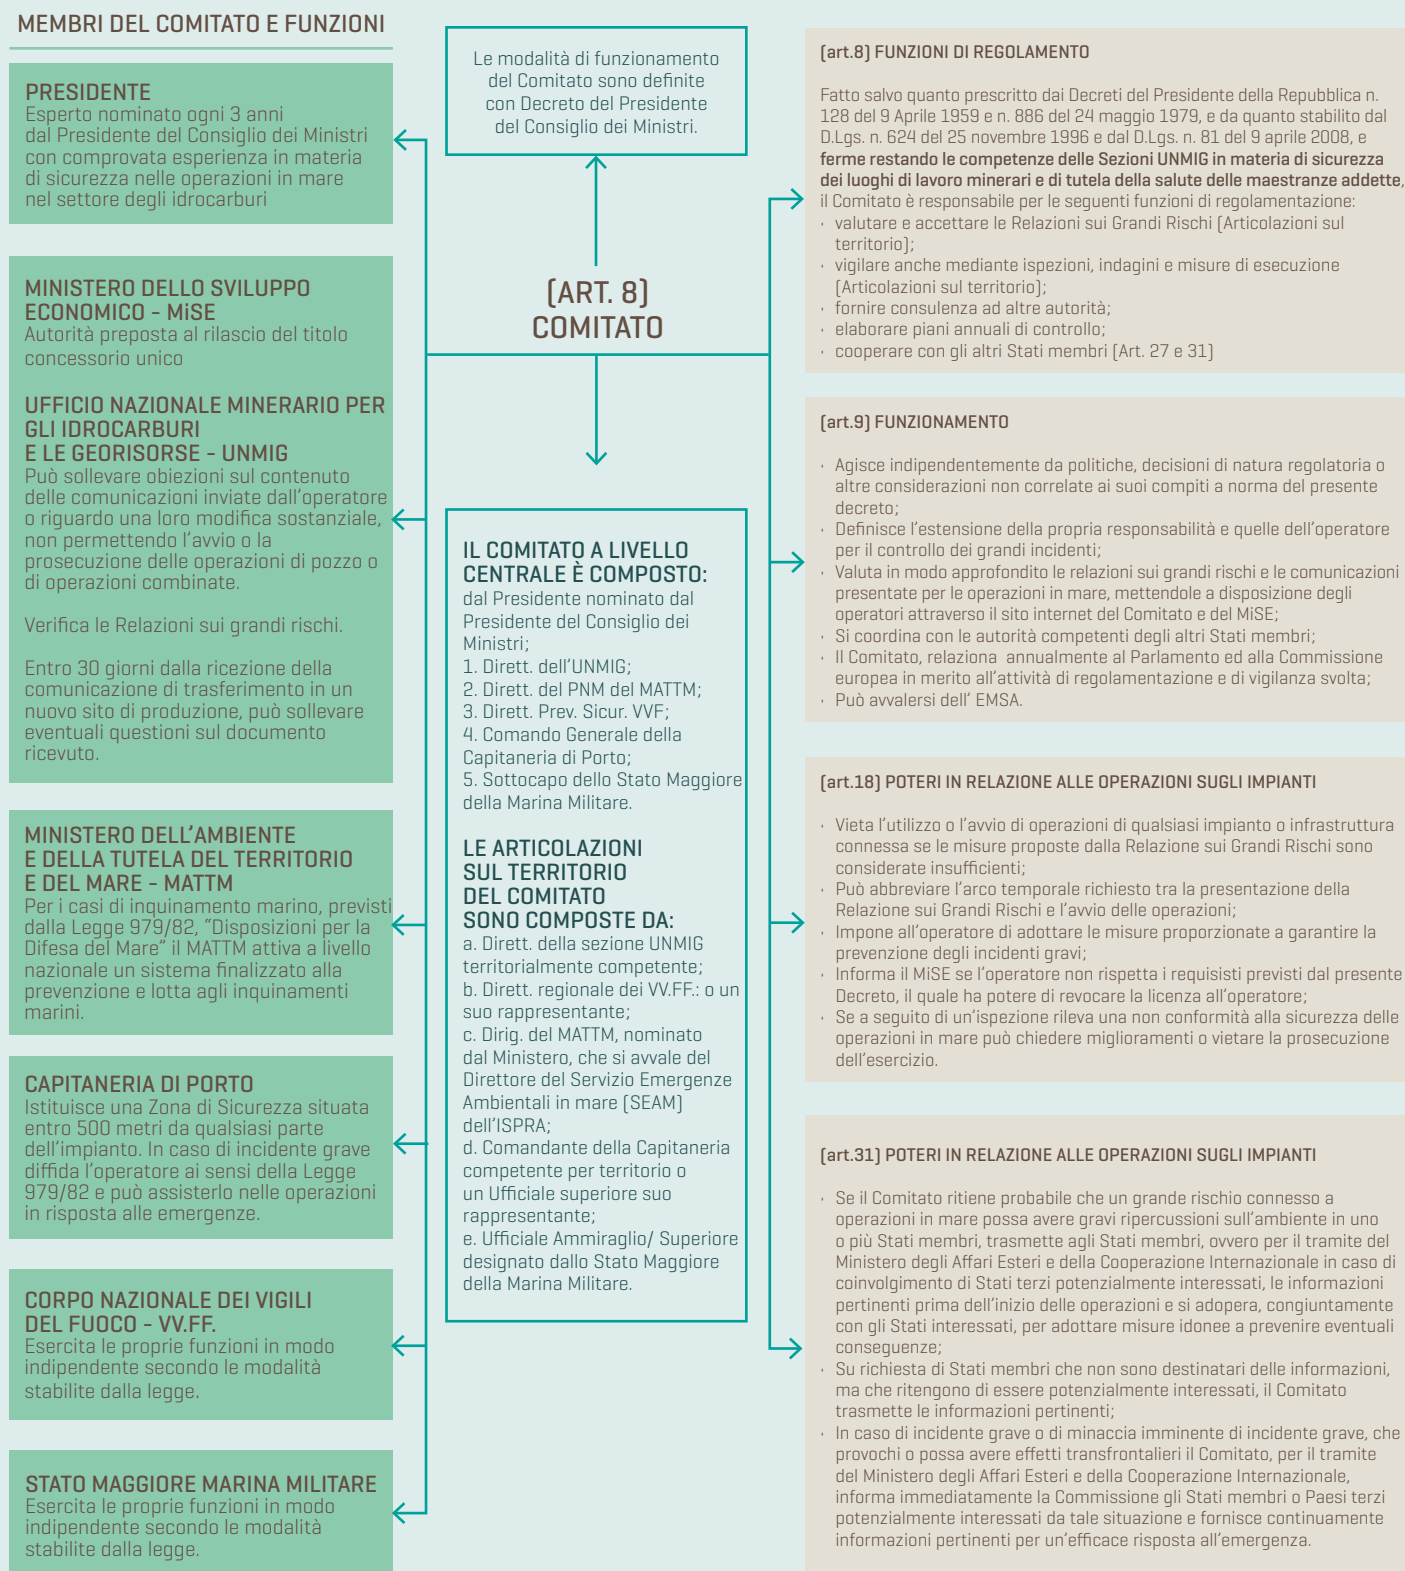 MEMBRI DEL COMITATO E FUNZIONI
PRESIDENTE
Esperto nominato ogni 3 anni
dal Presidente del Consiglio dei Ministri
con comprovata esperienza in materia
di sicurezza nelle operazioni in mare
nel settore degli idrocarburi
MINISTERO DELLO SVILUPPO
ECONOMICO - MiSE
Autorità preposta al rilascio del titolo
concessorio unico
UFFICIO NAZIONALE MINERARIO PER
GLI IDROCARBURI
E LE GEORISORSE - UNMIG
Può sollevare obiezioni sul contenuto
delle comunicazioni inviate dall'operatore
o riguardo una loro modifica sostanziale,
non permettendo l'avvio o la
prosecuzione delle operazioni di pozzo o
di operazioni combinate.
Verifica le Relazioni sui grandi rischi.
Entro 30 giorni dalla ricezione della
comunicazione di trasferimento in un
nuovo sito di produzione, può sollevare
eventuali questioni sul documento
ricevuto.
MINISTERO DELL'AMBIENTE
E DELLA TUTELA DEL TERRITORIO
E DEL MARE - MATTM
Per i casi di inquinamento marino, previsti
dalla Legge 979/82, "Disposizioni per la
Difesa del Mare" il MATTM attiva a livello
nazionale un sistema finalizzato alla
prevenzione e lotta agli inquinamenti
marini.
CAPITANERIA DI PORTO
Istituisce una Zona di Sicurezza situata
entro 500 metri da qualsiasi parte
dell'impianto. In caso di incidente grave
diffida l'operatore ai sensi della Legge
979/82 e può assisterlo nelle operazioni
in risposta alle emergenze.
CORPO NAZIONALE DEI VIGILI
DEL FUOCO - VV.FF.
Esercita le proprie funzioni in modo
indipendente secondo le modalità
stabilite dalla legge.
STATO MAGGIORE MARINA MILITARE
Esercita le proprie funzioni in modo
indipendente secondo le modalità
stabilite dalla legge.
Le modalità di funzionamento
del Comitato sono definite
con Decreto del Presidente
del Consiglio dei Ministri.
(ART. 8)
COMITATO
IL COMITATO A LIVELLO
CENTRALE È COMPOSTO:
dal Presidente nominato dal
Presidente del Consiglio dei
Ministri;
1. Dirett. dell'UNMIG;
2. Dirett. del PNM del MATTM;
3. Dirett. Prev. Sicur. VVF;
4. Comando Generale della
Capitaneria di Porto;
5. Sottocapo dello Stato Maggiore
della Marina Militare.
LE ARTICOLAZIONI
SUL TERRITORIO
DEL COMITATO
SONO COMPOSTE DA:
a. Dirett. della sezione UNMIG
territorialmente competente;
b. Dirett. regionale dei VV.FF.: o un
suo rappresentante;
c. Dirig. del MATTM, nominato
dal Ministero, che si avvale del
Direttore del Servizio Emergenze
Ambientali in mare (SEAM)
dell'ISPRA;
d. Comandante della Capitaneria
competente per territorio o
un Ufficiale superiore suo
rappresentante;
e. Ufficiale Ammiraglio/ Superiore
designato dallo Stato Maggiore
della Marina Militare.
(art.8) FUNZIONI DI REGOLAMENTO
Fatto salvo quanto prescritto dai Decreti del Presidente della Repubblica n.
128 del 9 Aprile 1959 e n. 886 del 24 maggio 1979, e da quanto stabilito dal
D.Lgs. n. 624 del 25 novembre 1996 e dal D.Lgs. n. 81 del 9 aprile 2008, e
ferme restando le competenze delle Sezioni UNMIG in materia di sicurezza
dei luoghi di lavoro minerari e di tutela della salute delle maestranze addette,
il Comitato è responsabile per le seguenti funzioni di regolamentazione:
· valutare e accettare le Relazioni sui Grandi Rischi (Articolazioni sul
territorio);
· vigilare anche mediante ispezioni, indagini e misure di esecuzione
(Articolazioni sul territorio);
· fornire consulenza ad altre autorità;
· elaborare piani annuali di controllo;
· cooperare con gli altri Stati membri (Art. 27 e 31)
(art.9) FUNZIONAMENTO
· Agisce indipendentemente da politiche, decisioni di natura regolatoria o
altre considerazioni non correlate ai suoi compiti a norma del presente
decreto;
· Definisce l'estensione della propria responsabilità e quelle dell'operatore
per il controllo dei grandi incidenti;
· Valuta in modo approfondito le relazioni sui grandi rischi e le comunicazioni
presentate per le operazioni in mare, mettendole a disposizione degli
operatori attraverso il sito internet del Comitato e del MiSE;
· Si coordina con le autorità competenti degli altri Stati membri;
· Il Comitato, relaziona annualmente al Parlamento ed alla Commissione
europea in merito all'attività di regolamentazione e di vigilanza svolta;
· Può avvalersi dell' EMSA.
(art.18) POTERI IN RELAZIONE ALLE OPERAZIONI SUGLI IMPIANTI
· Vieta l'utilizzo o l'avvio di operazioni di qualsiasi impianto o infrastruttura
connessa se le misure proposte dalla Relazione sui Grandi Rischi sono
considerate insufficienti;
· Può abbreviare l'arco temporale richiesto tra la presentazione della
Relazione sui Grandi Rischi e l'avvio delle operazioni;
· Impone all'operatore di adottare le misure proporzionate a garantire la
prevenzione degli incidenti gravi;
· Informa il MiSE se l'operatore non rispetta i requisisti previsti dal presente
Decreto, il quale ha potere di revocare la licenza all'operatore;
· Se a seguito di un'ispezione rileva una non conformità alla sicurezza delle
operazioni in mare può chiedere miglioramenti o vietare la prosecuzione
dell'esercizio.
(art.31) POTERI IN RELAZIONE ALLE OPERAZIONI SUGLI IMPIANTI
· Se il Comitato ritiene probabile che un grande rischio connesso a
operazioni in mare possa avere gravi ripercussioni sull'ambiente in uno
o più Stati membri, trasmette agli Stati membri, ovvero per il tramite del
Ministero degli Affari Esteri e della Cooperazione Internazionale in caso di
coinvolgimento di Stati terzi potenzialmente interessati, le informazioni
pertinenti prima dell'inizio delle operazioni e si adopera, congiuntamente
con gli Stati interessati, per adottare misure idonee a prevenire eventuali
conseguenze;
· Su richiesta di Stati membri che non sono destinatari delle informazioni,
ma che ritengono di essere potenzialmente interessati, il Comitato
trasmette le informazioni pertinenti;
· In caso di incidente grave o di minaccia imminente di incidente grave, che
provochi o possa avere effetti transfrontalieri il Comitato, per il tramite
del Ministero degli Affari Esteri e della Cooperazione Internazionale,
informa immediatamente la Commissione gli Stati membri o Paesi terzi
potenzialmente interessati da tale situazione e fornisce continuamente
informazioni pertinenti per un'efficace risposta all'emergenza.